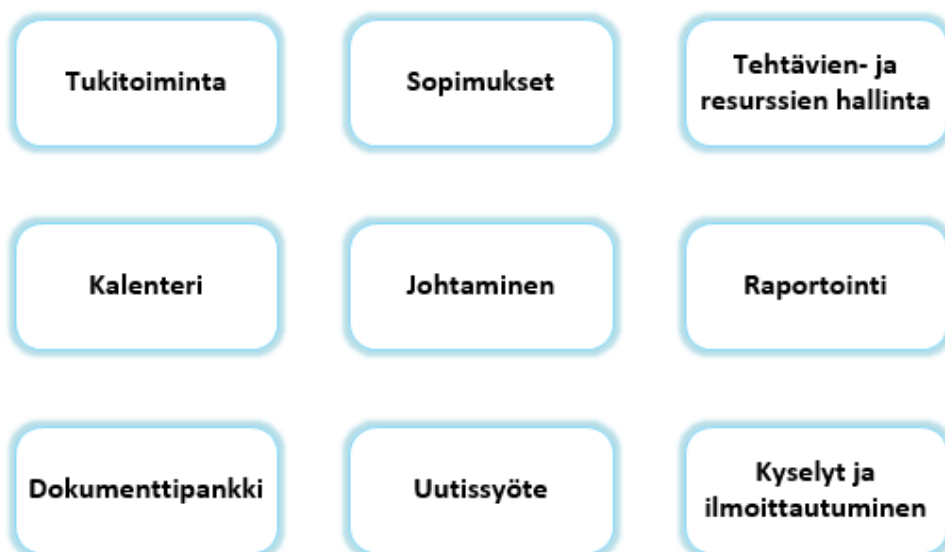 Tukitoiminta
Sopimukset
Tehtävien- ja
resurssien hallinta
Kalenteri
Johtaminen
Raportointi
Dokumenttipankki
Uutissyöte
Kyselyt ja
ilmoittautuminen